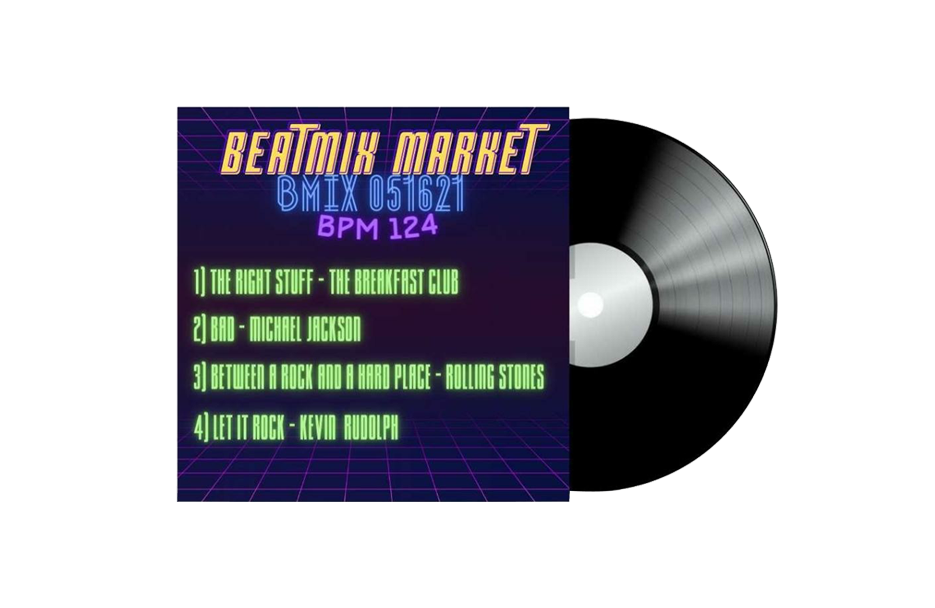 BEATMIX MARKET
BMIX 051621
BPM 124
1) THE RIGHT STUFF - THE BREAKFAST CLUB
2) BAD - MICHAEL JACKSON
3) BETWEEN A ROCK AND A HARD PLACE - ROLLING STONES
4) LET IT ROCK - KEVIN RUDOLPH